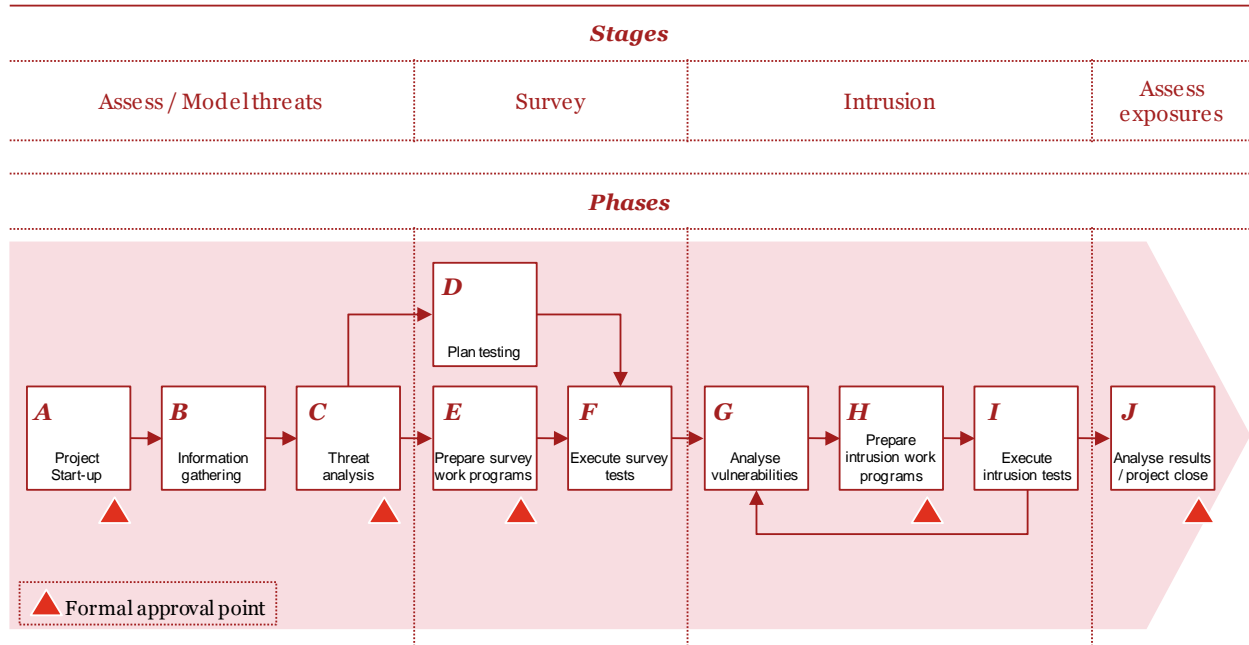 Stages
Assess / Model threats
Survey
Intrusion
Assess
exposures
Phases
D
Plan testing
A
Project
Start-up
B
Information
gathering
C
Threat
analysis
E
Prepare survey
work programs
F
Execute survey
tests
G
Analyse
vulnerabilities
H
Prepare
intrusion work
programs
I
Execute
intrusion tests
J
Analyse results
/ project close
Formal approval point